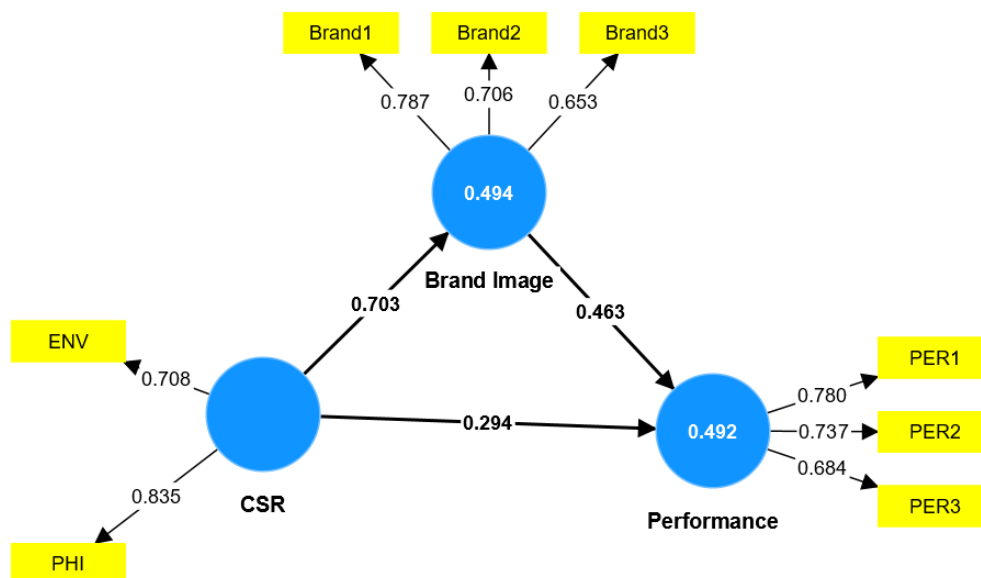 Brand1
Brand2
Brand3
0.787
0.706
0.653
0.494
Brand Image
0.703
0.463
ENV
0.708
0.294
0.492
0.780
PER1
0.737
PER2
0.684
PER3
0.835
CSR
Performance
PHI